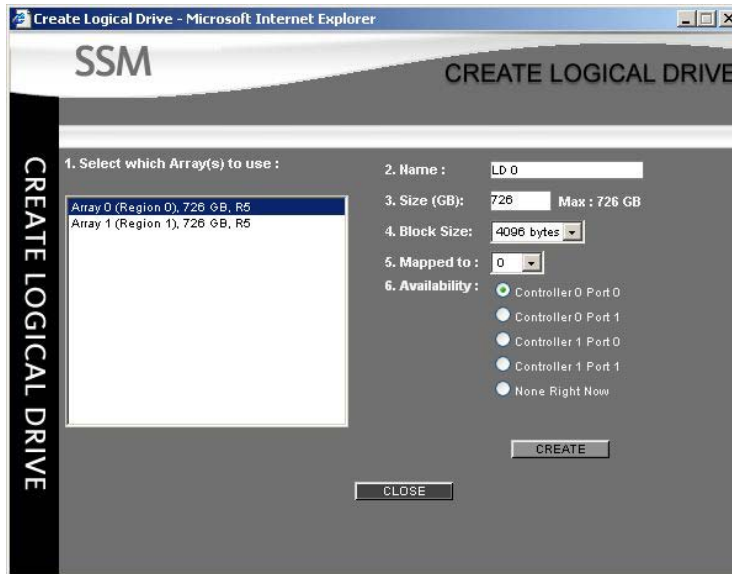 Create Logical Drive - Microsoft Internet Explorer
SSM
CREATE LOGICAL DRIVE
CREATE LOGICAL DRIVE
1. Select which Array(s) to use :
Array 0 (Region 0), 726 GB, R5
Array 1 (Region 1), 726 GB, R5
2. Name : LD 0
3. Size (GB): 726 Max : 726 GB
4. Block Size: 4096 bytes
5. Mapped to : 0
6. Availability : Controller 0 Port 0
Controller 0 Port 1
Controller 1 Port 0
Controller 1 Port 1
None Right Now
CREATE
CLOSE